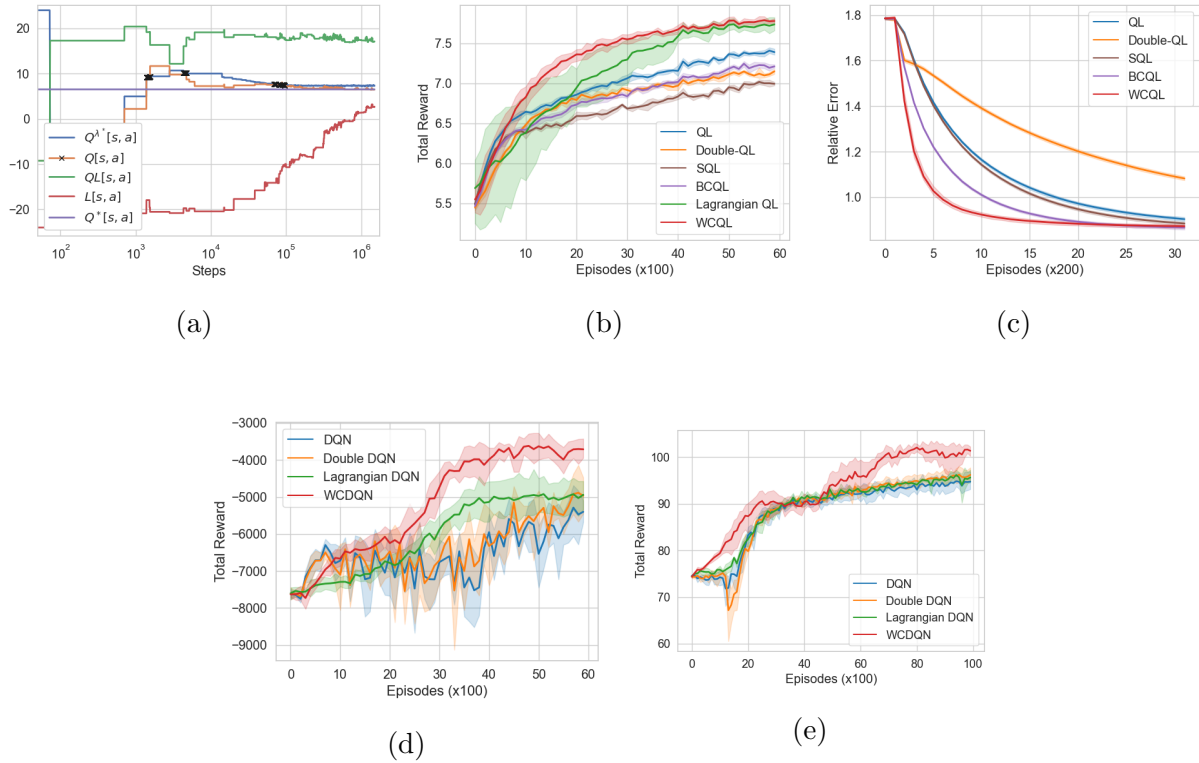 20
10
0
−10
−20
Q^{λ*}[s, a]
Q[s, a]
QL[s, a]
L[s, a]
Q*[s, a]
10^2
10^3
10^4
10^5
10^6
Steps
(a)
Total Reward
7.5
7.0
6.5
6.0
5.5
QL
Double-QL
SQL
BCQL
Lagrangian QL
WCQL
0 10 20 30 40 50 60
Episodes (x100)
(b)
Relative Error
1.8
1.6
1.4
1.2
1.0
QL
Double-QL
SQL
BCQL
WCQL
0 5 10 15 20 25 30
Episodes (x200)
(c)
Total Reward
−3000
−4000
−5000
−6000
−7000
−8000
−9000
DQN
Double DQN
Lagrangian DQN
WCDQN
0 10 20 30 40 50 60
Episodes (x100)
(d)
Total Reward
100
90
80
70
60
DQN
Double DQN
Lagrangian DQN
WCDQN
0 20 40 60 80 100
Episodes (x100)
(e)